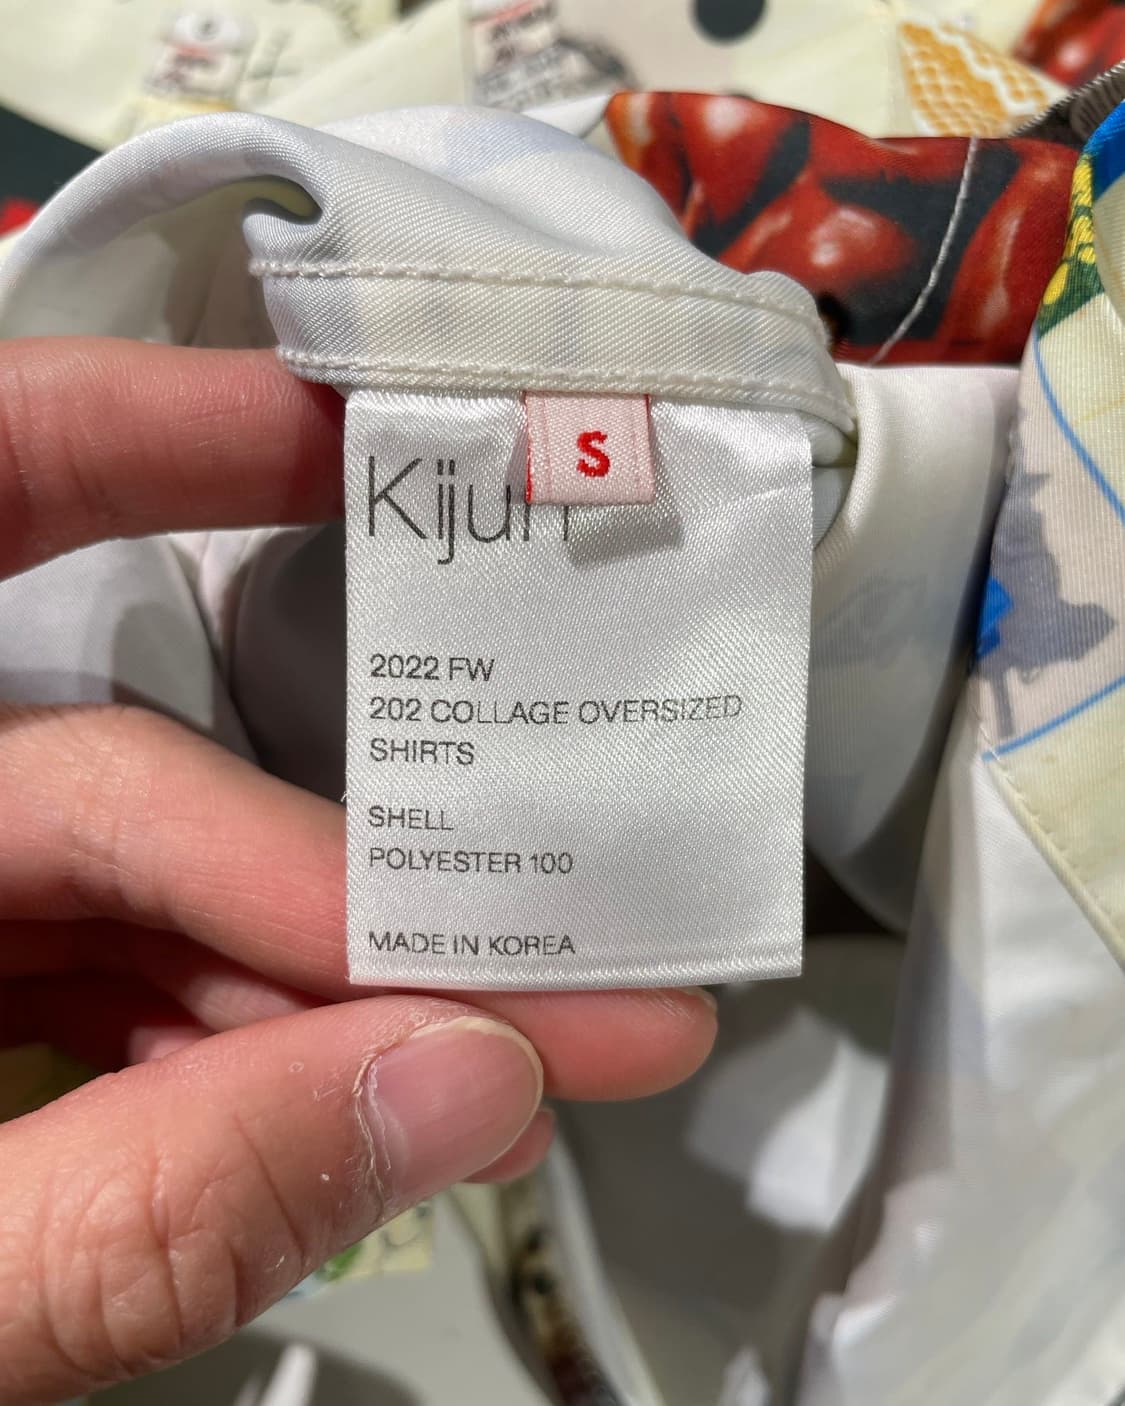 S
Kijun
2022 FW
202 COLLAGE OVERSIZED
SHIRTS
SHELL
POLYESTER 100
MADE IN KOREA